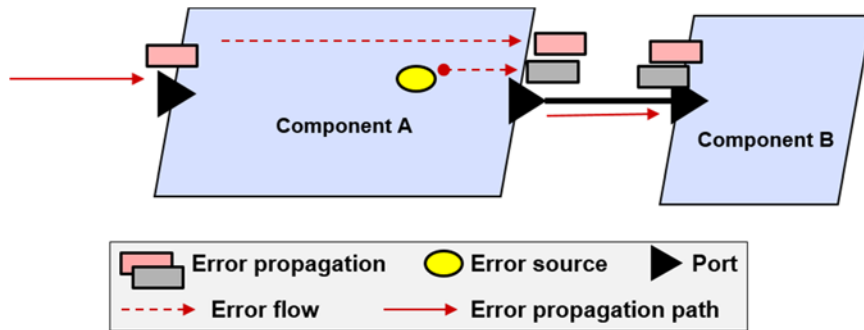 Component A
Component B
Error propagation Error source Port
Error flow Error propagation path